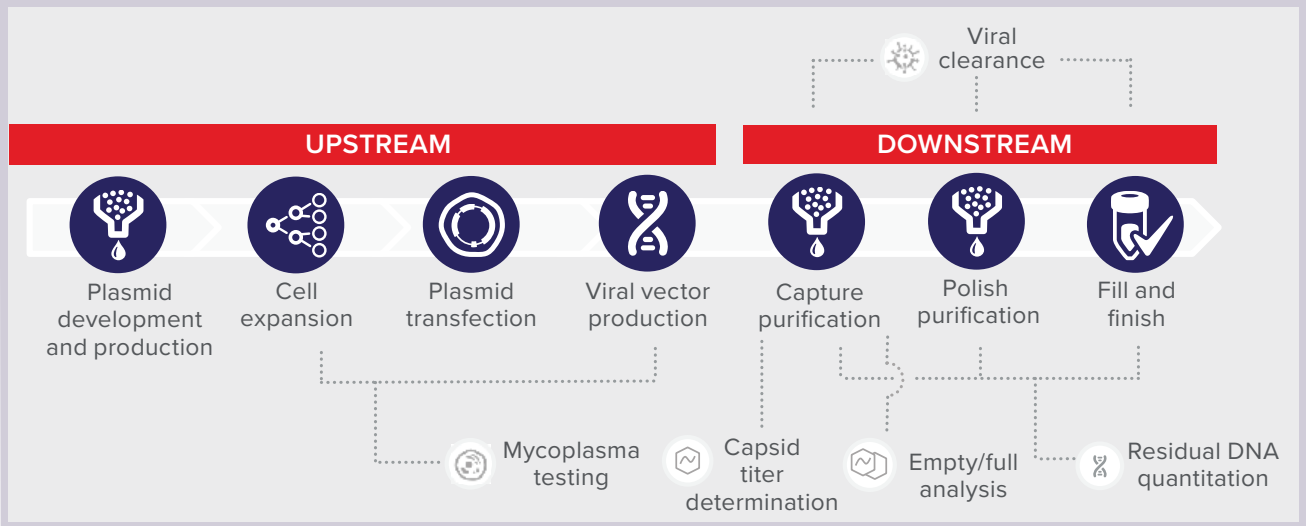 Viral
clearance
UPSTREAM
DOWNSTREAM
Plasmid
development
and production
Cell
expansion
Plasmid
transfection
Viral vector
production
Capture
purification
Polish
purification
Fill and
finish
Mycoplasma
testing
Capsid
titer
determination
Empty/full
analysis
Residual DNA
quantitation